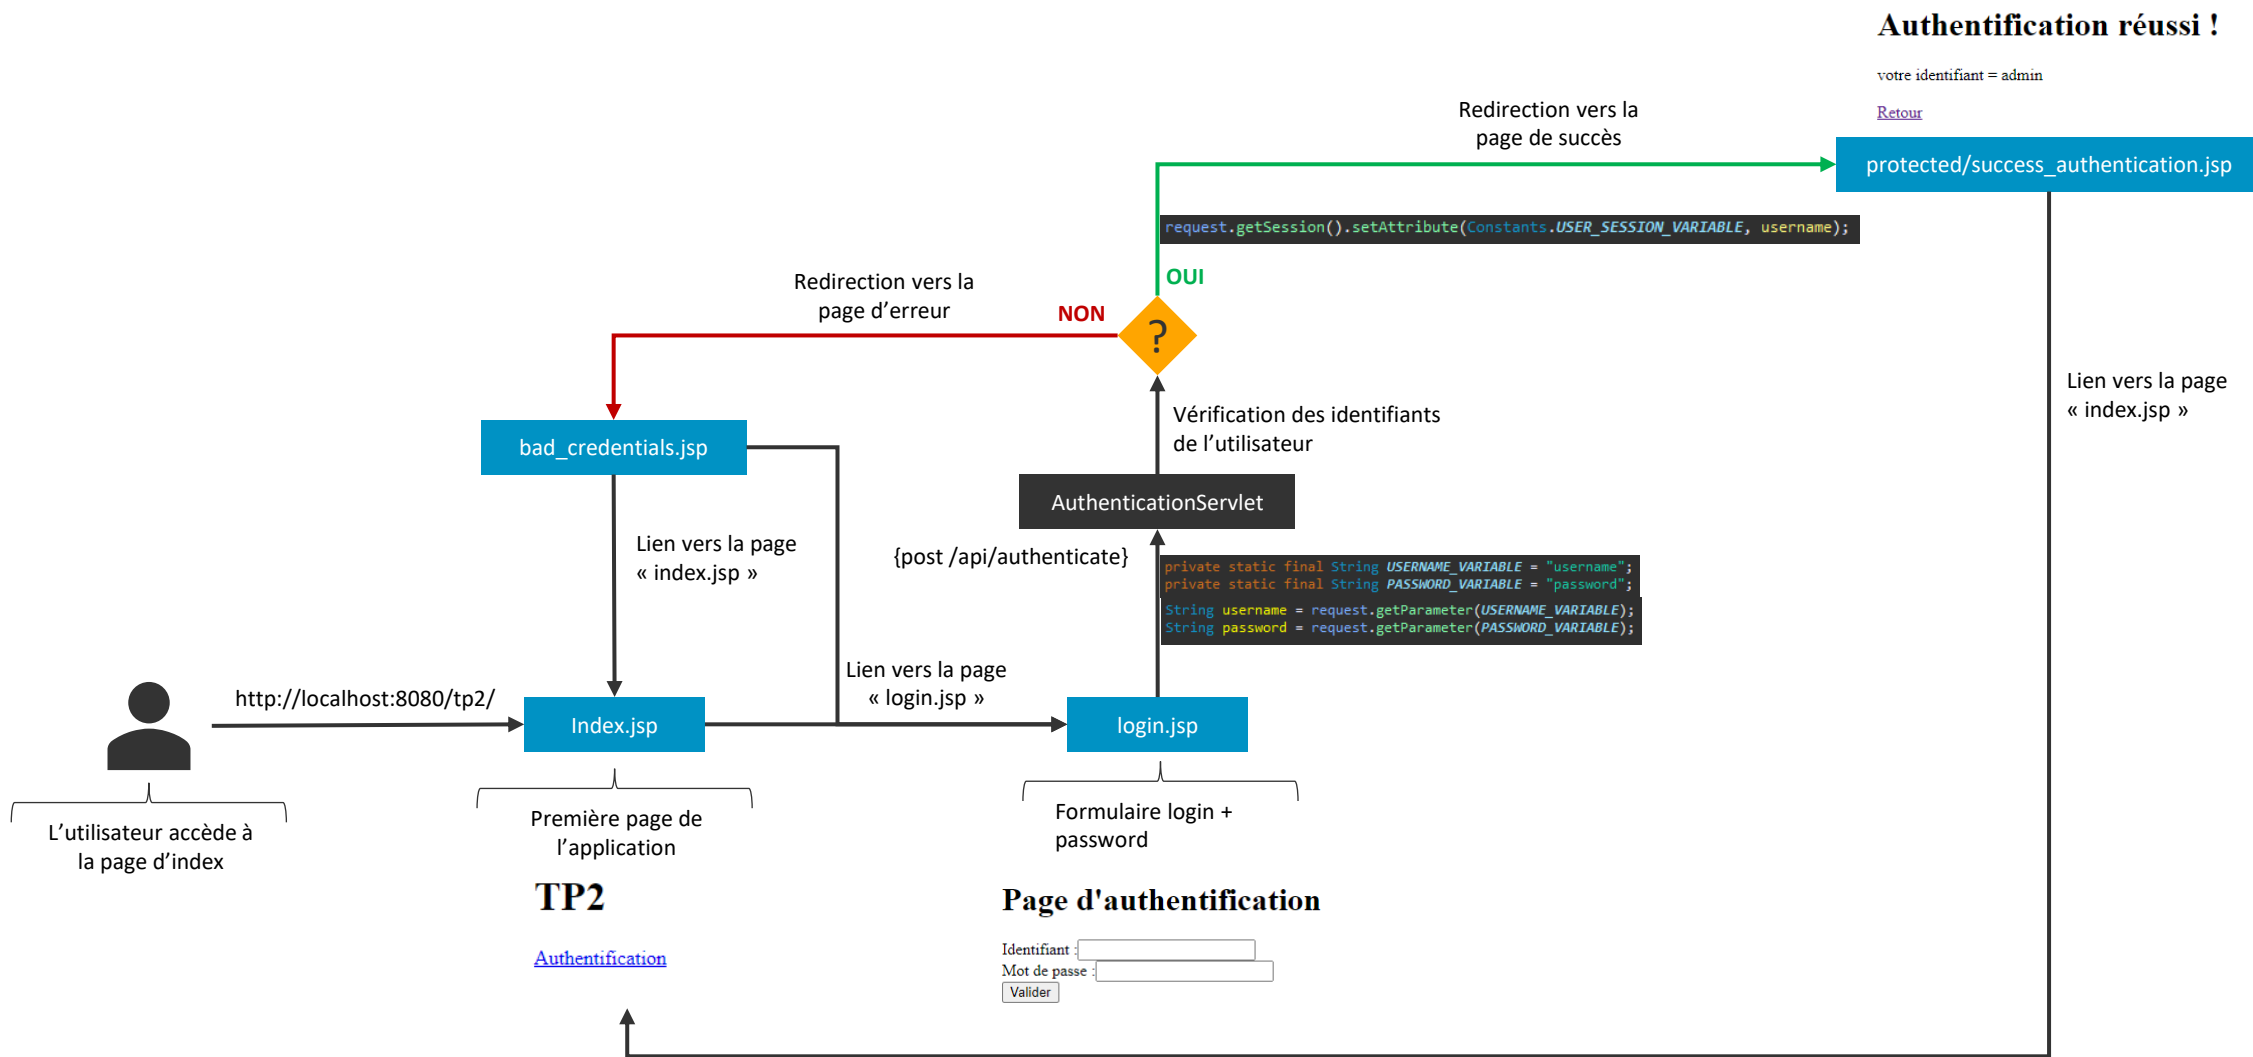 Authentification réussi !
votre identifiant = admin
Retour
Redirection vers la
page de succès
protected/success_authentication.jsp
request.getSession().setAttribute(Constants.USER_SESSION_VARIABLE, username);
OUI
Redirection vers la
page d’erreur
NON
?
Lien vers la page
« index.jsp »
Vérification des identifiants
de l’utilisateur
bad_credentials.jsp
AuthenticationServlet
Lien vers la page
« index.jsp »
{post /api/authenticate}
private static final String USERNAME_VARIABLE = "username";
private static final String PASSWORD_VARIABLE = "password";
String username = request.getParameter(USERNAME_VARIABLE);
String password = request.getParameter(PASSWORD_VARIABLE);
Lien vers la page
« login.jsp »
http://localhost:8080/tp2/
Index.jsp
login.jsp
L’utilisateur accède à
la page d’index
Première page de
l’application
Formulaire login +
password
TP2
Authentification
Page d'authentification
Identifiant :
Mot de passe :
Valider